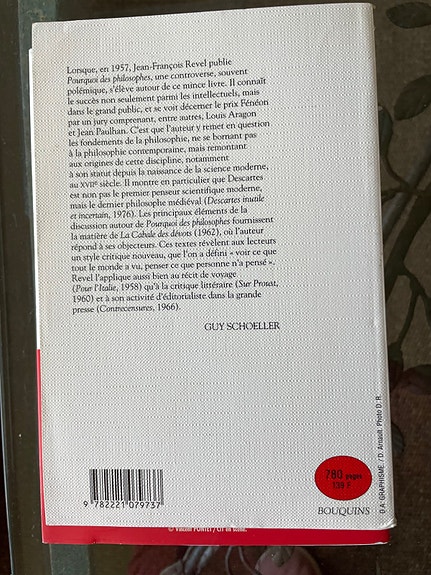 Lorsque, en 1957, Jean-François Revel publie
Pourquoi des philosophes, une controverse, souvent
polémique, s'élève autour de ce mince livre. Il connaît
le succès non seulement parmi les intellectuels, mais
dans le grand public, et se voit décerner le prix Fénéon
par un jury comprenant, entre autres, Louis Aragon
et Jean Paulhan. C'est que l'auteur y remet en question
les fondements de la philosophie, ne se bornant pas
à la philosophie contemporaine, mais remontant
aux origines de cette discipline, notamment
à son statut depuis la naissance de la science moderne,
au XVIIe siècle. Il montre en particulier que Descartes
est non pas le premier penseur scientifique moderne,
mais le dernier philosophe médiéval (Descartes inutile
et incertain, 1976). Les principaux éléments de la
discussion autour de Pourquoi des philosophes fournissent
la matière de La Cabale des dévots (1962), où l'auteur
répond à ses objecteurs. Ces textes révèlent aux lecteurs
un style critique nouveau, que l'on a défini « voir ce que
tout le monde a vu, penser ce que personne n'a pensé ».
Revel l'applique aussi bien au récit de voyage
(Pour l'Italie, 1958) qu'à la critique littéraire (Sur Proust,
1960) et à son activité d'éditorialiste dans la grande
presse (Contrecensures, 1966).
GUY SCHOELLER
780 pages
139 F
BOUQUINS
D.A. GRAPHISME / D. Arnault. Photo D. R.
9 782221 079737
© Vincent PONTET / CIT'en scène.